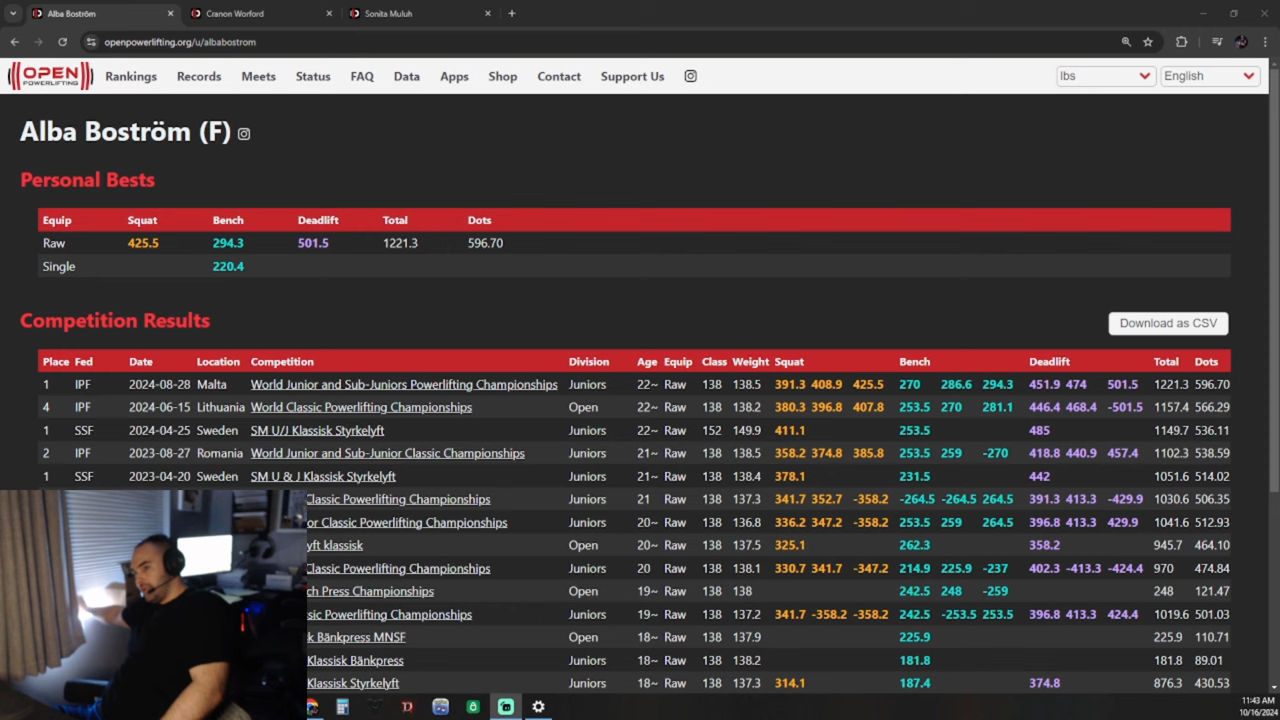 Alba Boström
Cranon Worford
Sonita Muluh
openpowerlifting.org/u/albabostrom
OPEN POWERLIFTING Rankings Records Meets Status FAQ Data Apps Shop Contact Support Us lbs English
Alba Boström (F)
Personal Bests
Equip Squat Bench Deadlift Total Dots
Raw 425.5 294.3 501.5 1221.3 596.70
Single 220.4
Competition Results
Download as CSV
Place Fed Date Location Competition Division Age Equip Class Weight Squat Bench Deadlift Total Dots
1 IPF 2024-08-28 Malta World Junior and Sub-Juniors Powerlifting Championships Juniors 22~ Raw 138 138.5 391.3 408.9 425.5 270 286.6 294.3 451.9 474 501.5 1221.3 596.70
4 IPF 2024-06-15 Lithuania World Classic Powerlifting Championships Open 22~ Raw 138 138.2 380.3 396.8 407.8 253.5 270 281.1 446.4 468.4 -501.5 1157.4 566.29
1 SSF 2024-04-25 Sweden SM U/J Klassisk Styrkelyft Juniors 22~ Raw 152 149.9 411.1 253.5 485 1149.7 536.11
2 IPF 2023-08-27 Romania World Junior and Sub-Junior Classic Championships Juniors 21~ Raw 138 138.2 358.2 374.8 385.8 253.5 259 -270 418.8 440.9 457.4 1102.3 538.59
1 SSF 2023-04-20 Sweden SM U & J Klassisk Styrkelyft Juniors 21~ Raw 138 138.4 378.1 231.5 442 1051.6 514.02
Classic Powerlifting Championships Juniors 21 Raw 138 137.3 341.7 352.7 -358.2 -264.5 -264.5 264.5 391.3 413.3 -429.9 1030.6 506.35
or Classic Powerlifting Championships Juniors 20~ Raw 138 136.8 336.2 347.2 -358.2 253.5 259 264.5 396.8 413.3 429.9 1041.6 512.93
yft klassisk Open 20~ Raw 138 137.5 325.1 262.3 358.2 945.7 464.10
Classic Powerlifting Championships Juniors 20 Raw 138 138.1 330.7 341.7 -347.2 214.9 225.9 -237 402.3 -413.3 -424.4 970 474.84
ch Press Championships Open 19~ Raw 138 138 242.5 248 -259 248 121.47
sic Powerlifting Championships Juniors 19~ Raw 138 137.2 341.7 -358.2 -358.2 242.5 -253.5 253.5 396.8 413.3 424.4 1019.6 501.03
k Bänkpress MNSF Open 18~ Raw 138 137.9 225.9 225.9 110.71
Klassisk Bänkpress Juniors 18~ Raw 138 138.2 181.8 181.8 89.01
Klassisk Styrkelyft Juniors 18~ Raw 138 137.3 314.1 187.4 374.8 876.3 430.53
11:43 AM
10/16/2024